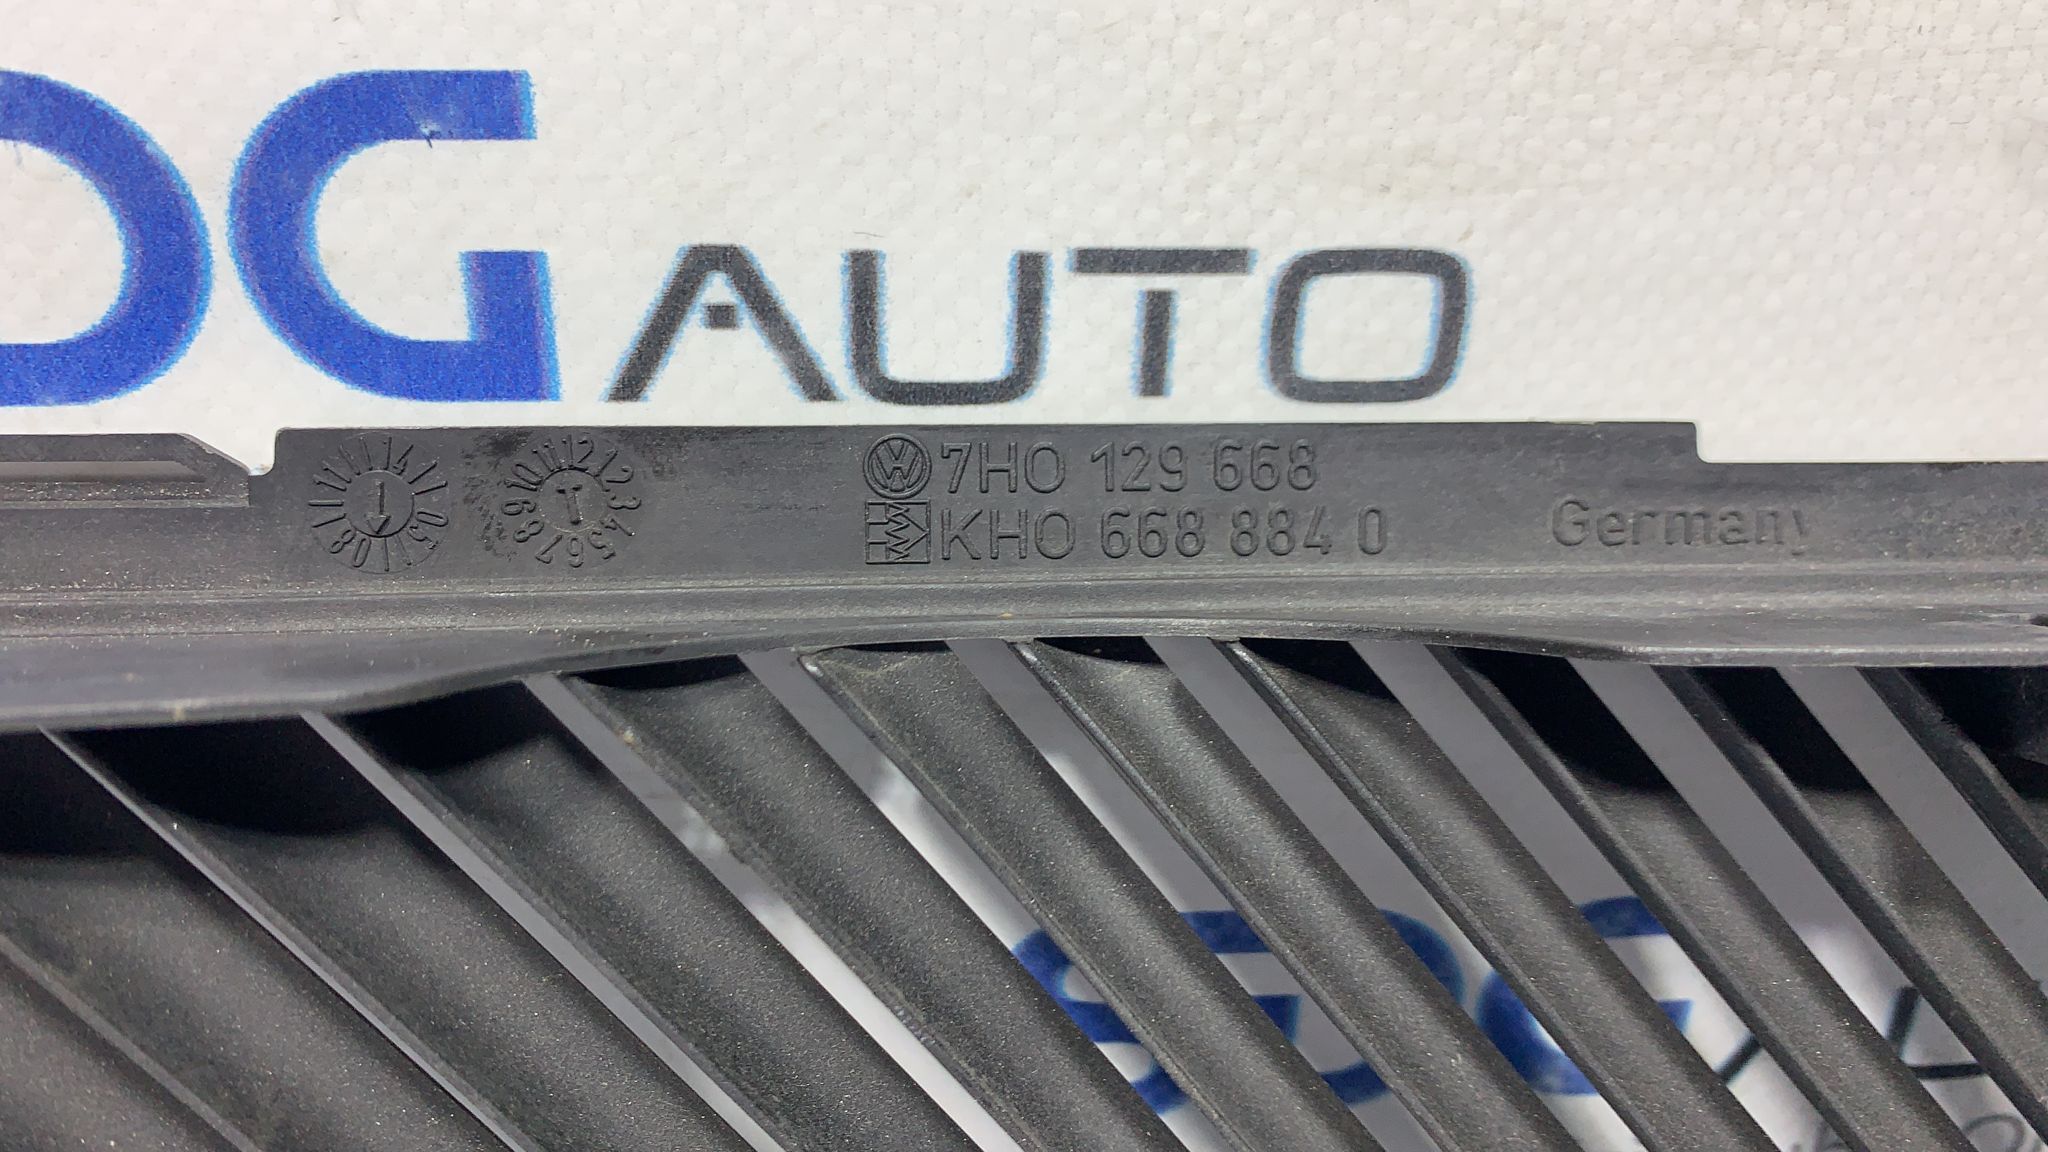 DG AUTO
7H0 129 668
KH0 668 884 0
Germany